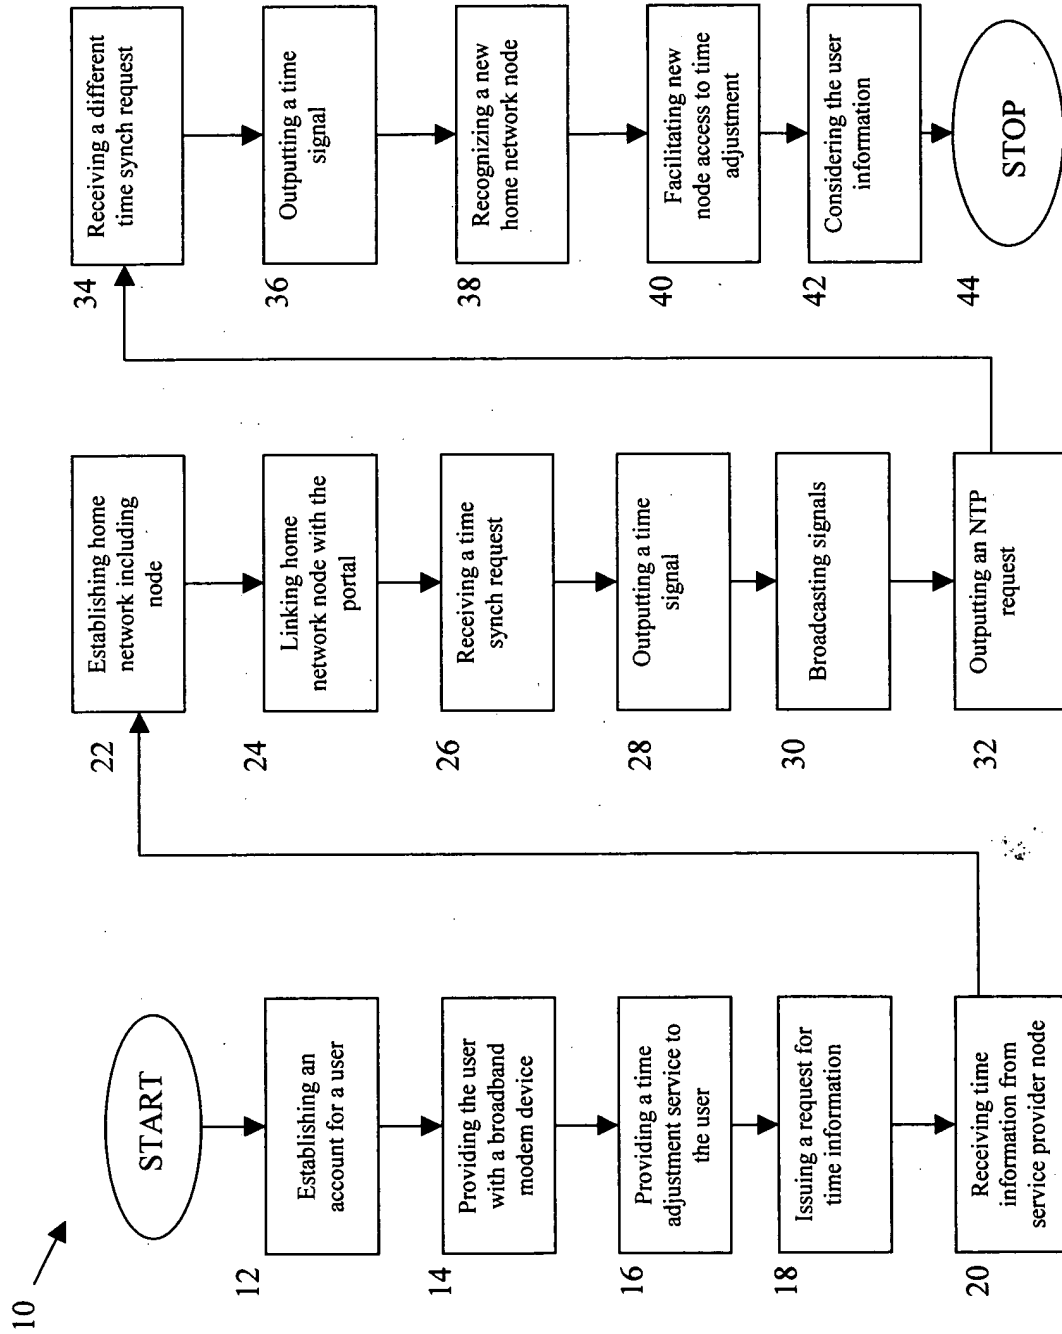 10
START
12
Establishing an
account for a user
14
Providing the user
with a broadband
modem device
16
Providing a time
adjustment service to
the user
18
Issuing a request for
time information
20
Receiving time
information from
service provider node
22
Establishing home
network including
node
24
Linking home
network node with the
portal
26
Receiving a time
synch request
28
Outputting a time
signal
30
Broadcasting signals
32
Outputting an NTP
request
34
Receiving a different
time synch request
36
Outputting a time
signal
38
Recognizing a new
home network node
40
Facilitating new
node access to time
adjustment
42
Considering the user
information
44
STOP